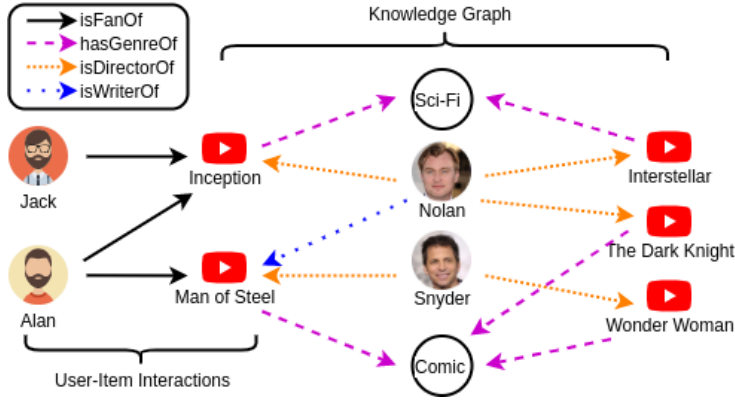 isFanOf
hasGenreOf
isDirectorOf
isWriterOf
Knowledge Graph
Sci-Fi
Jack
Inception
Nolan
Interstellar
The Dark Knight
Alan
Man of Steel
Snyder
Wonder Woman
Comic
User-Item Interactions